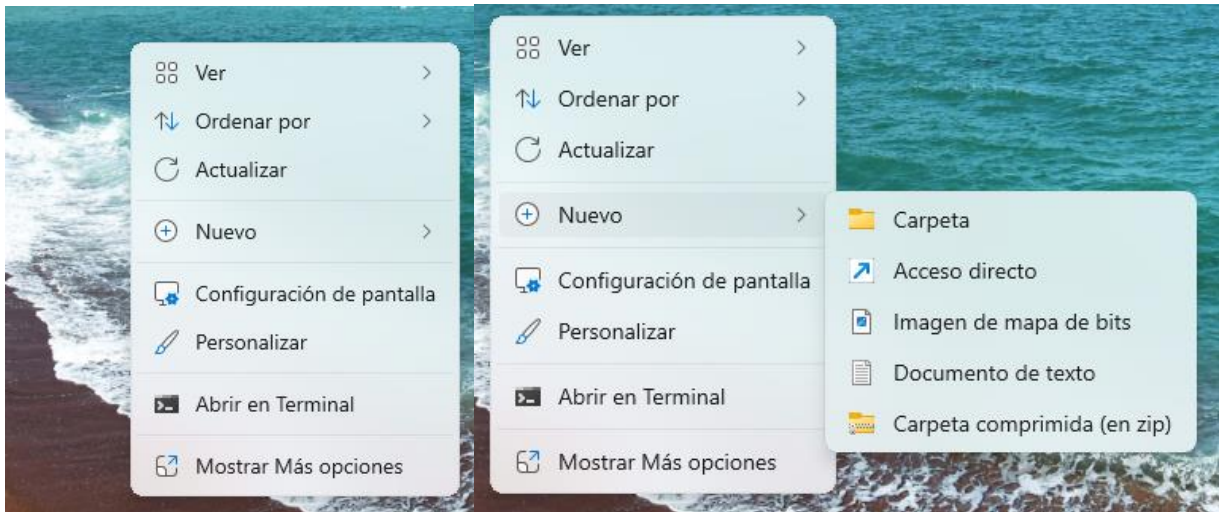 Ver
Ordenar por
Actualizar
Nuevo
Configuración de pantalla
Personalizar
Abrir en Terminal
Mostrar Más opciones
Ver
Ordenar por
Actualizar
Nuevo
Configuración de pantalla
Personalizar
Abrir en Terminal
Mostrar Más opciones
Carpeta
Acceso directo
Imagen de mapa de bits
Documento de texto
Carpeta comprimida (en zip)